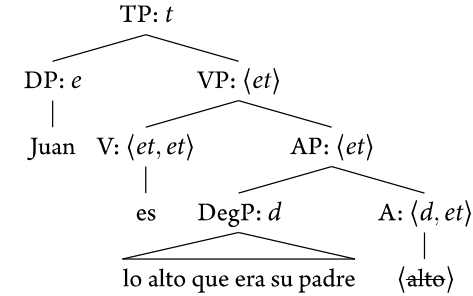 TP: t
DP: e VP: ⟨et⟩
Juan V: ⟨et, et⟩ AP: ⟨et⟩
es DegP: d A: ⟨d, et⟩
lo alto que era su padre ⟨alto⟩